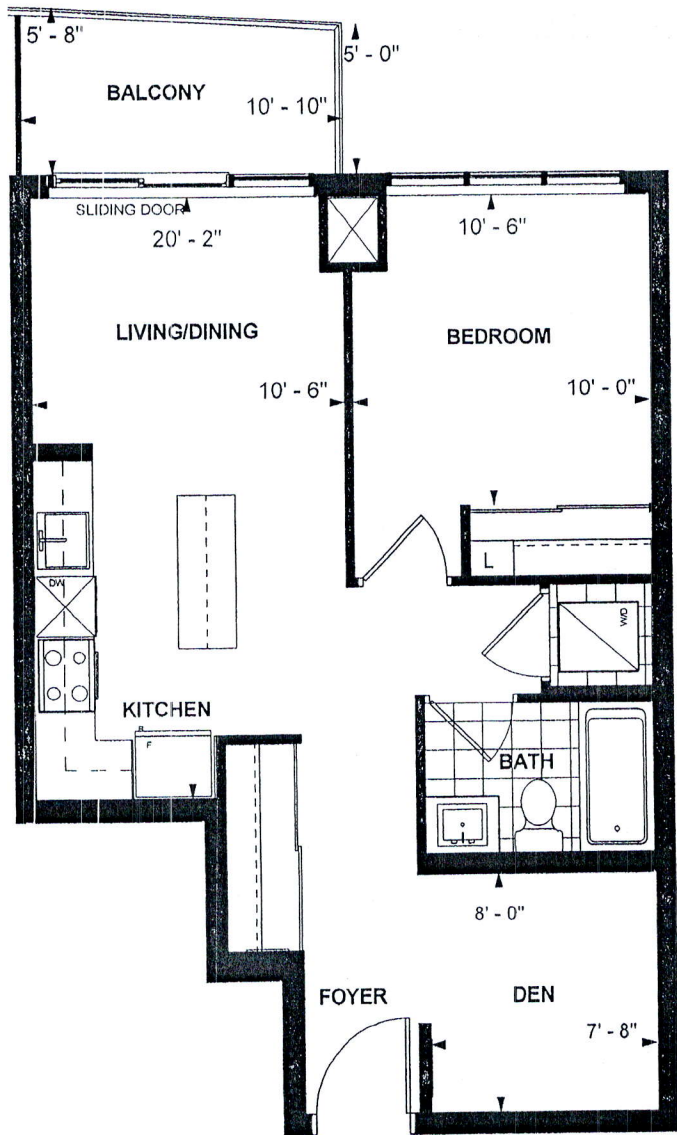 5' - 8"
5' - 0"
BALCONY
10' - 10"
SLIDING DOOR
20' - 2"
10' - 6"
LIVING/DINING
BEDROOM
10' - 6"
10' - 0"
L
DW
W/D
KITCHEN
R
F
BATH
8' - 0"
FOYER
DEN
7' - 8"